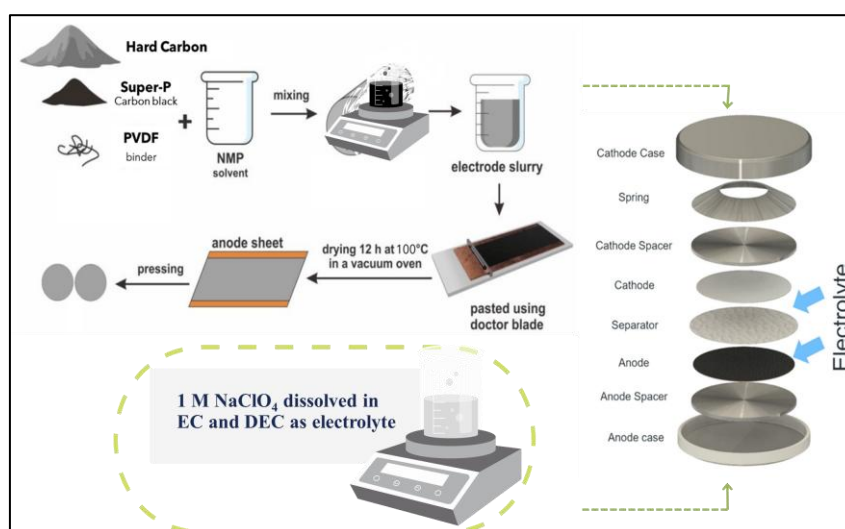 Hard Carbon
Super-P
Carbon black
PVDF
binder
+
NMP
solvent
mixing
electrode slurry
pasted using
doctor blade
drying 12 h at 100°C
in a vacuum oven
anode sheet
pressing
1 M NaClO₄ dissolved in
EC and DEC as electrolyte
Cathode Case
Spring
Cathode Spacer
Cathode
Separator
Anode
Anode Spacer
Anode case
Electrolyte